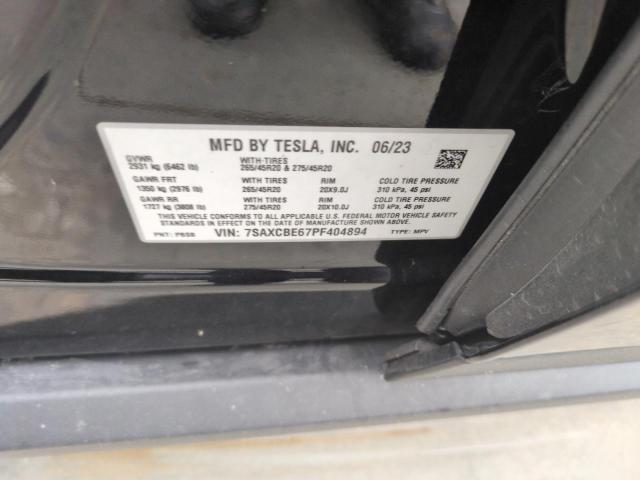 MFD BY TESLA, INC. 06/23
GVWR WITH-TIRES
2931 kg (6462 lb) 265/45R20 & 275/45R20
GAWR FRT WITH TIRES RIM COLD TIRE PRESSURE
1350 kg (2976 lb) 265/45R20 20X9.0J 310 kPa, 45 psi
GAWR RR WITH TIRES RIM COLD TIRE PRESSURE
1727 kg (3808 lb) 275/45R20 20X10.0J 310 kPa, 45 psi
THIS VEHICLE CONFORMS TO ALL APPLICABLE U.S. FEDERAL MOTOR VEHICLE SAFETY
STANDARDS IN EFFECT ON THE DATE OF MANUFACTURE SHOWN ABOVE.
PNT: PBSB VIN: 7SAXCBE67PF404894 TYPE: MPV